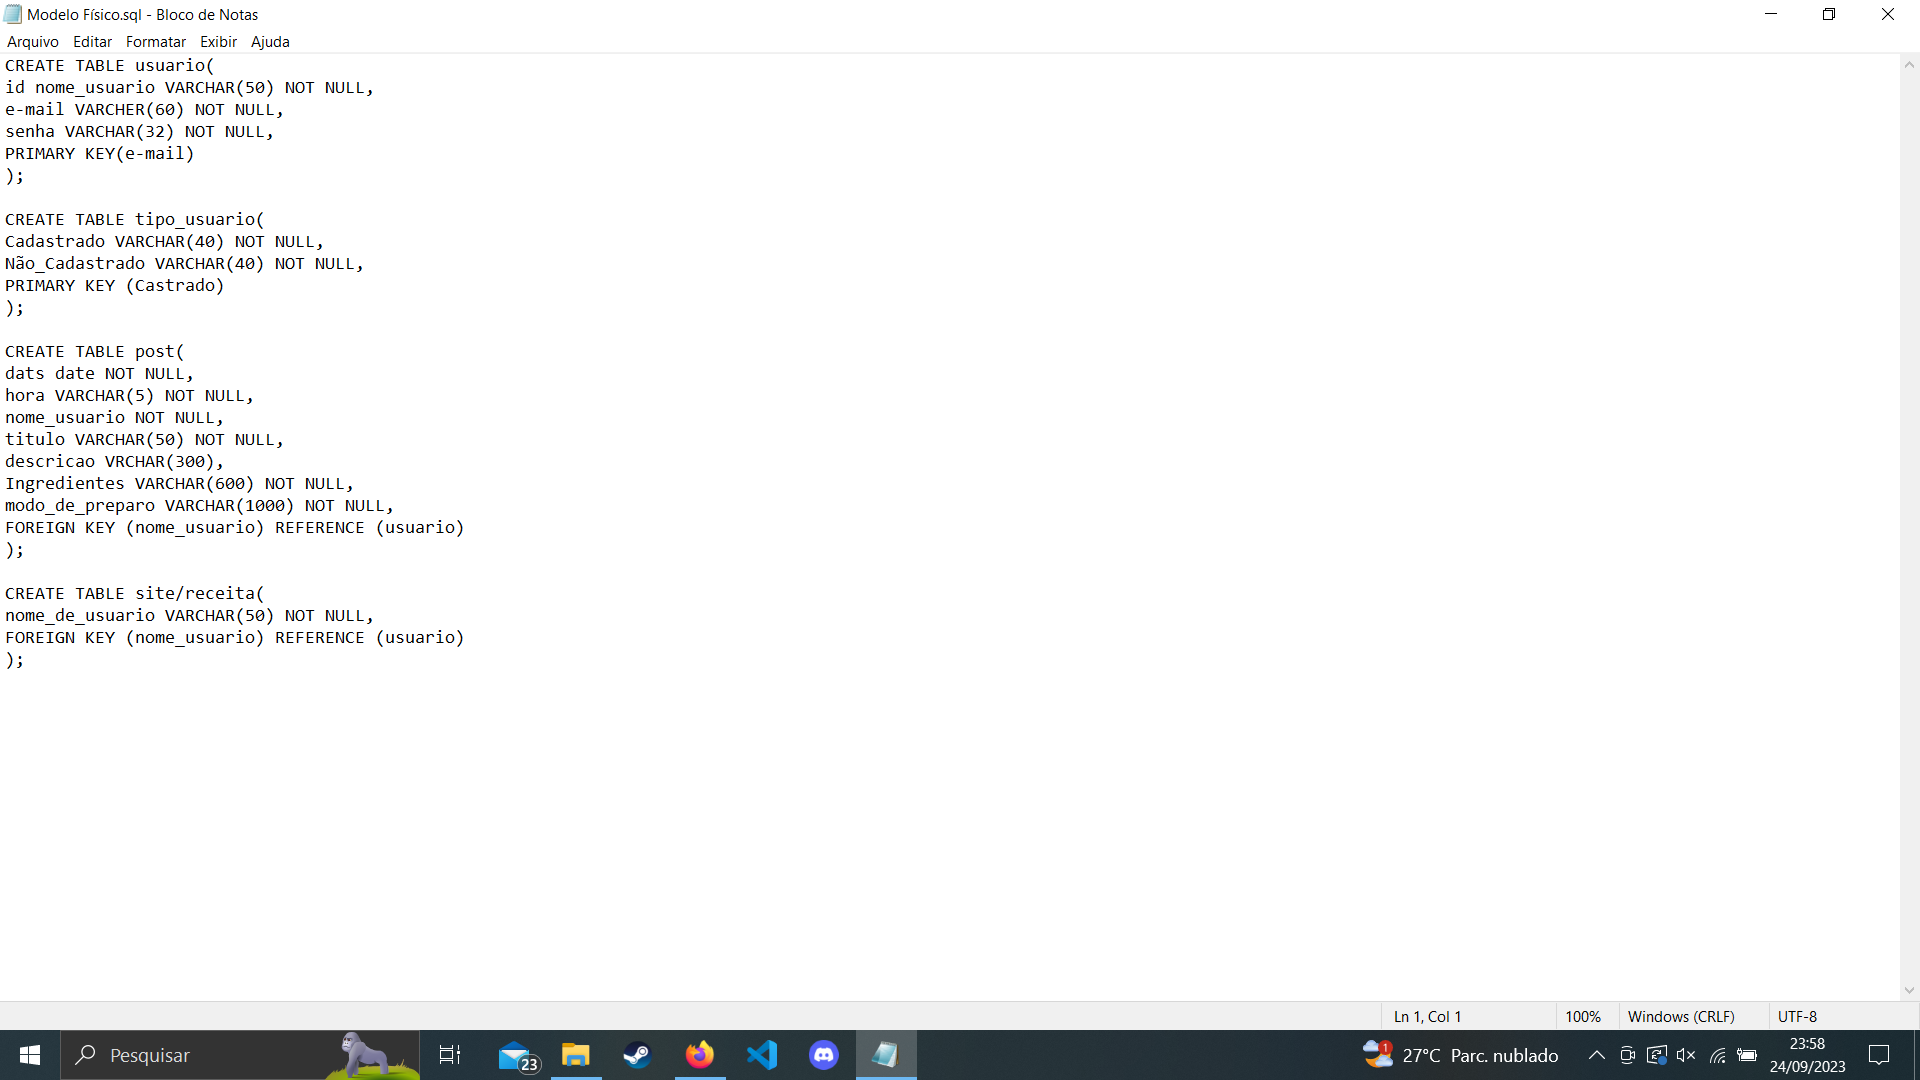 Modelo Físico.sql - Bloco de Notas
Arquivo Editar Formatar Exibir Ajuda
CREATE TABLE usuario(
id nome_usuario VARCHAR(50) NOT NULL,
e-mail VARCHER(60) NOT NULL,
senha VARCHAR(32) NOT NULL,
PRIMARY KEY(e-mail)
);

CREATE TABLE tipo_usuario(
Cadastrado VARCHAR(40) NOT NULL,
Não_Cadastrado VARCHAR(40) NOT NULL,
PRIMARY KEY (Castrado)
);

CREATE TABLE post(
dats date NOT NULL,
hora VARCHAR(5) NOT NULL,
nome_usuario NOT NULL,
titulo VARCHAR(50) NOT NULL,
descricao VRCHAR(300),
Ingredientes VARCHAR(600) NOT NULL,
modo_de_preparo VARCHAR(1000) NOT NULL,
FOREIGN KEY (nome_usuario) REFERENCE (usuario)
);

CREATE TABLE site/receita(
nome_de_usuario VARCHAR(50) NOT NULL,
FOREIGN KEY (nome_usuario) REFERENCE (usuario)
);
Ln 1, Col 1 100% Windows (CRLF) UTF-8
Pesquisar 23 1 27°C Parc. nublado 23:58
24/09/2023